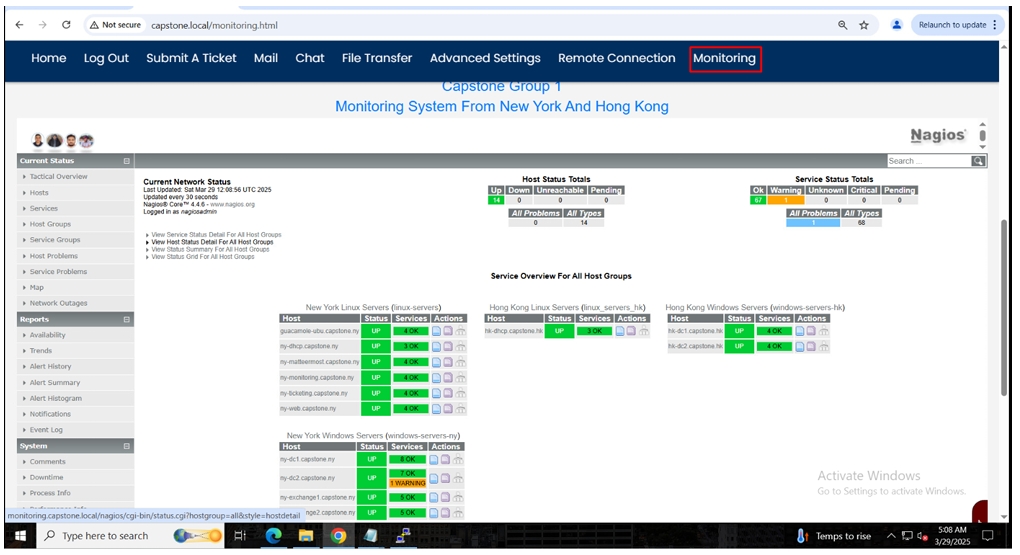 Not secure capstone.local/monitoring.html Relaunch to update
Home Log Out Submit A Ticket Mail Chat File Transfer Advanced Settings Remote Connection Monitoring
Capstone Group 1
Monitoring System From New York And Hong Kong
Nagios®
Current Status
Tactical Overview
Hosts
Services
Host Groups
Service Groups
Host Problems
Service Problems
Map
Network Outages
Reports
Availability
Trends
Alert History
Alert Summary
Alert Histogram
Notifications
Event Log
System
Comments
Downtime
Process Info
Search ...
Current Network Status
Last Updated: Sat Mar 29 12:08:56 UTC 2025
Updated every 30 seconds
Nagios® Core™ 4.4.6 - www.nagios.org
Logged in as nagiosadmin
View Service Status Detail For All Host Groups
View Host Status Detail For All Host Groups
View Status Summary For All Host Groups
View Status Grid For All Host Groups
Host Status Totals
Up Down Unreachable Pending
14 0 0 0
All Problems All Types
0 14
Service Status Totals
Ok Warning Unknown Critical Pending
67 1 0 0 0
All Problems All Types
1 68
Service Overview For All Host Groups
New York Linux Servers (linux-servers)
Host Status Services Actions
guacamole-ubu.capstone.ny UP 4 OK
ny-dhcp.capstone.ny UP 3 OK
ny-mattermost.capstone.ny UP 4 OK
ny-monitoring.capstone.ny UP 4 OK
ny-ticketing.capstone.ny UP 4 OK
ny-web.capstone.ny UP 4 OK
Hong Kong Linux Servers (linux_servers_hk)
Host Status Services Actions
hk-dhcp.capstone.hk UP 3 OK
Hong Kong Windows Servers (windows-servers-hk)
Host Status Services Actions
hk-dc1.capstone.hk UP 4 OK
hk-dc2.capstone.hk UP 4 OK
New York Windows Servers (windows-servers-ny)
Host Status Services Actions
ny-dc1.capstone.ny UP 8 OK
ny-dc2.capstone.ny UP 7 OK
1 WARNING
ny-exchange1.capstone.ny UP 5 OK
nge2.capstone.ny UP 5 OK
Activate Windows
Go to Settings to activate Windows.
monitoring.capstone.local/nagios/cgi-bin/status.cgi?hostgroup=all&style=hostdetail
Type here to search
Temps to rise
5:08 AM
3/29/2025